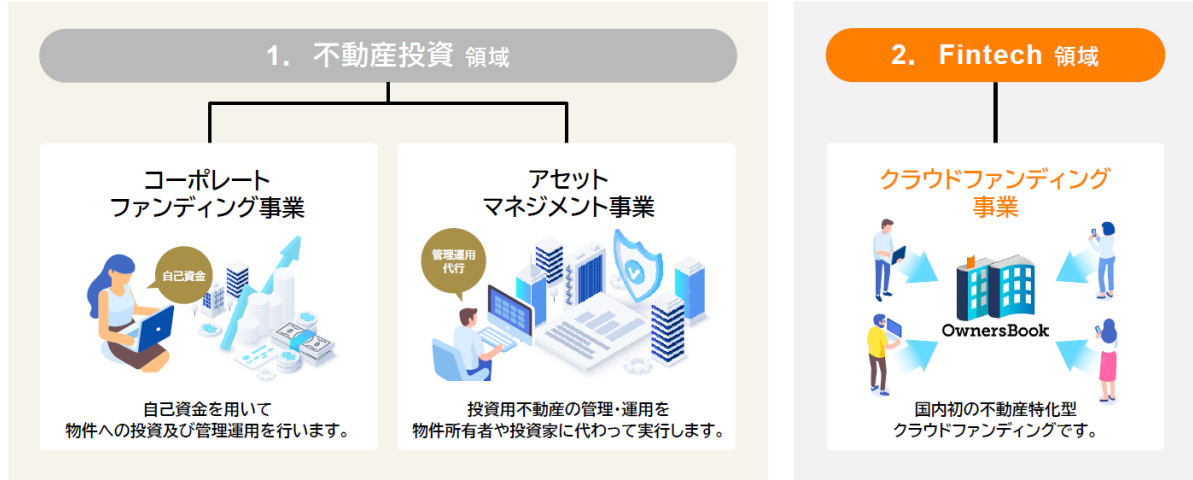 1. 不動産投資 領域
コーポレート
ファンディング事業
自己資金
自己資金を用いて
物件への投資及び管理運用を行います。
アセット
マネジメント事業
管理運用
代行
投資用不動産の管理・運用を
物件所有者や投資家に代わって実行します。
2. Fintech 領域
クラウドファンディング
事業
OwnersBook
国内初の不動産特化型
クラウドファンディングです。